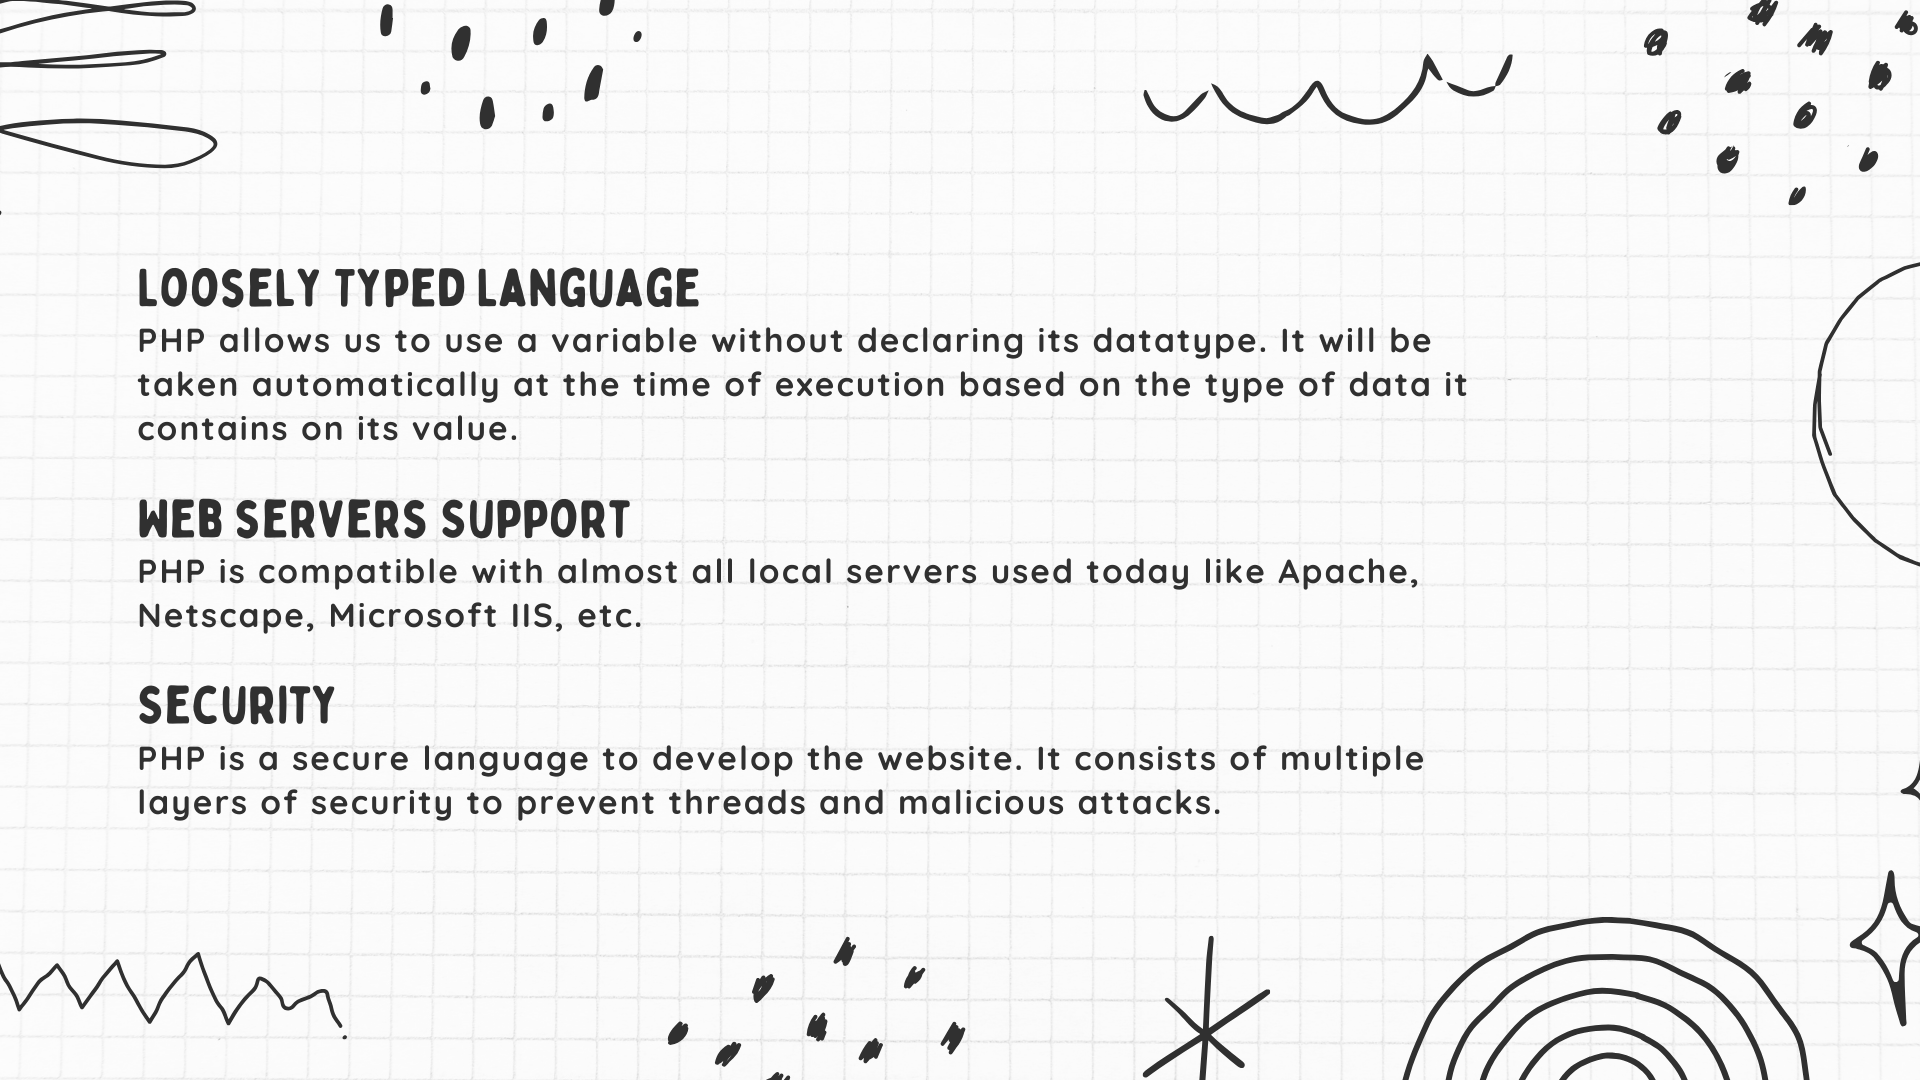 LOOSELY TYPED LANGUAGE
PHP allows us to use a variable without declaring its datatype. It will be
taken automatically at the time of execution based on the type of data it
contains on its value.
WEB SERVERS SUPPORT
PHP is compatible with almost all local servers used today like Apache,
Netscape, Microsoft IIS, etc.
SECURITY
PHP is a secure language to develop the website. It consists of multiple
layers of security to prevent threads and malicious attacks.